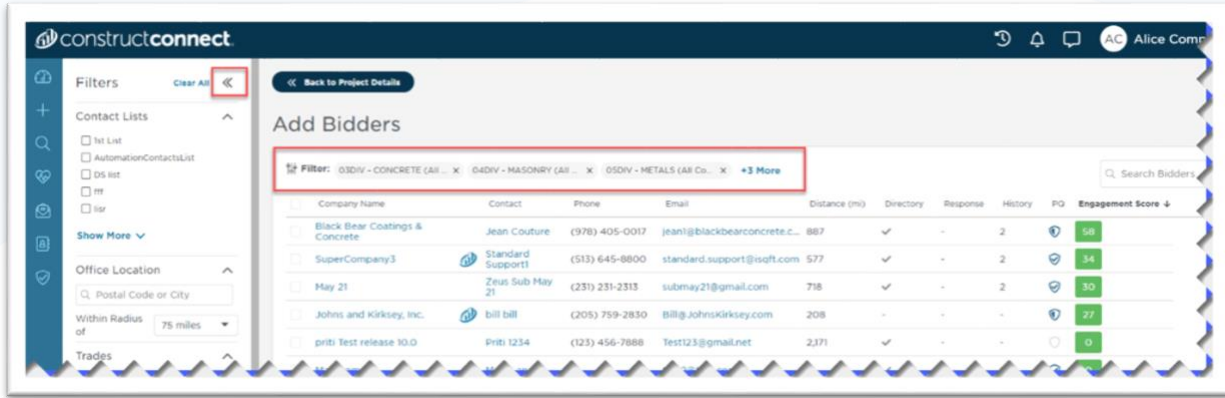 constructconnect.
AC Alice Comm
Filters Clear All
Back to Project Details
Contact Lists
1st List
AutomationContactsList
DS list
fff
lisr
Show More
Office Location
Postal Code or City
Within Radius of 75 miles
Trades
Add Bidders
Filter: 03DIV - CONCRETE (All ... x 04DIV - MASONRY (All ... x 05DIV - METALS (All Co... x +3 More
Search Bidders
Company Name Contact Phone Email Distance (mi) Directory Response History PQ Engagement Score
Black Bear Coatings & Concrete Jean Couture (978) 405-0017 jean1@blackbearconcrete.c... 887 - 2 58
SuperCompany3 Standard Support1 (513) 645-8800 standard.support@isqft.com 577 - 2 34
May 21 Zeus Sub May 21 (231) 231-2313 submay21@gmail.com 718 - 2 30
Johns and Kirksey, Inc. bill bill (205) 759-2830 Bill@JohnsKirksey.com 208 - - - 27
priti Test release 10.0 Priti 1234 (123) 456-7888 Test123@gmail.net 2,171 - - 0